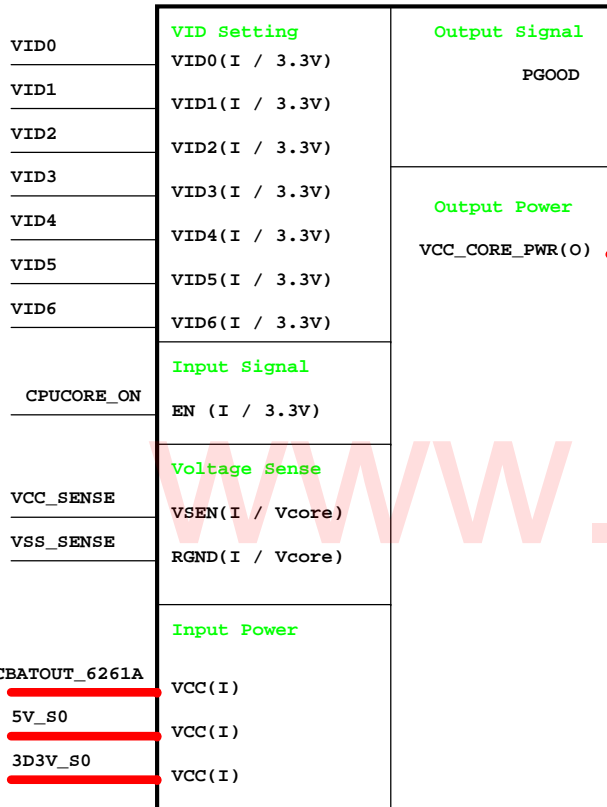 VID0
VID1
VID2
VID3
VID4
VID5
VID6
CPUCORE_ON
VCC_SENSE
VSS_SENSE
CBATOUT_6261A
5V_S0
3D3V_S0
VID Setting
VID0(I / 3.3V)
VID1(I / 3.3V)
VID2(I / 3.3V)
VID3(I / 3.3V)
VID4(I / 3.3V)
VID5(I / 3.3V)
VID6(I / 3.3V)
Input Signal
EN (I / 3.3V)
Voltage Sense
VSEN(I / Vcore)
RGND(I / Vcore)
Input Power
VCC(I)
VCC(I)
VCC(I)
Output Signal
PGOOD
Output Power
VCC_CORE_PWR(O)
www.